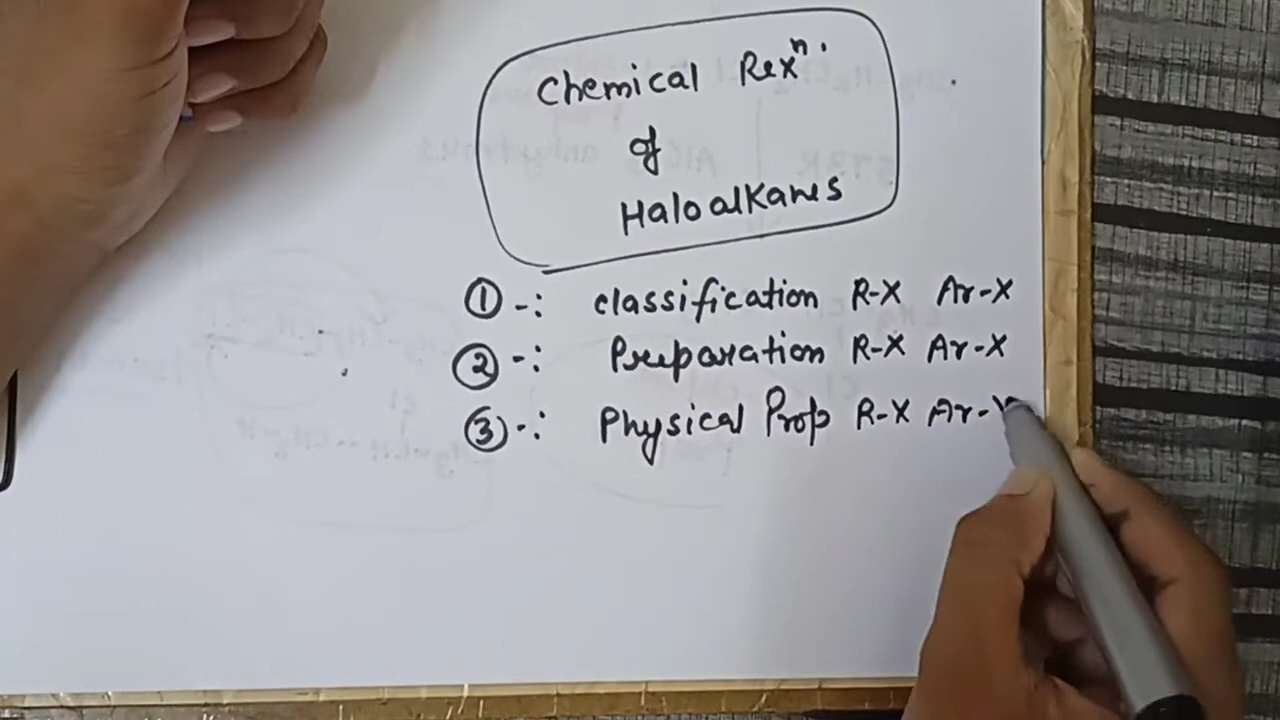 Chemical Rexn.
of
Haloalkanes
① -: classification R-X Ar-X
② -: Preparation R-X Ar-X
③ -: Physical Prop R-X Ar-X